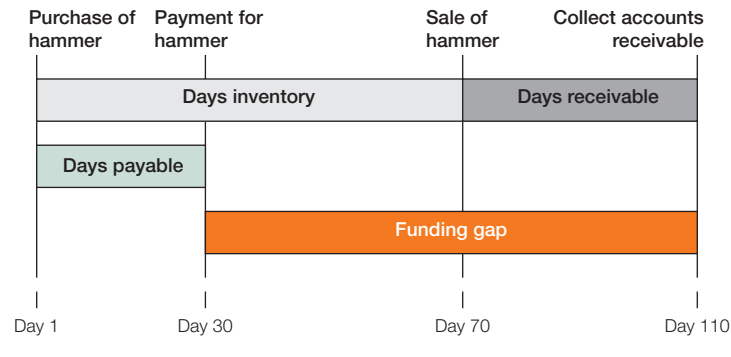 Purchase of
hammer
Payment for
hammer
Sale of
hammer
Collect accounts
receivable
Days inventory
Days receivable
Days payable
Funding gap
Day 1
Day 30
Day 70
Day 110